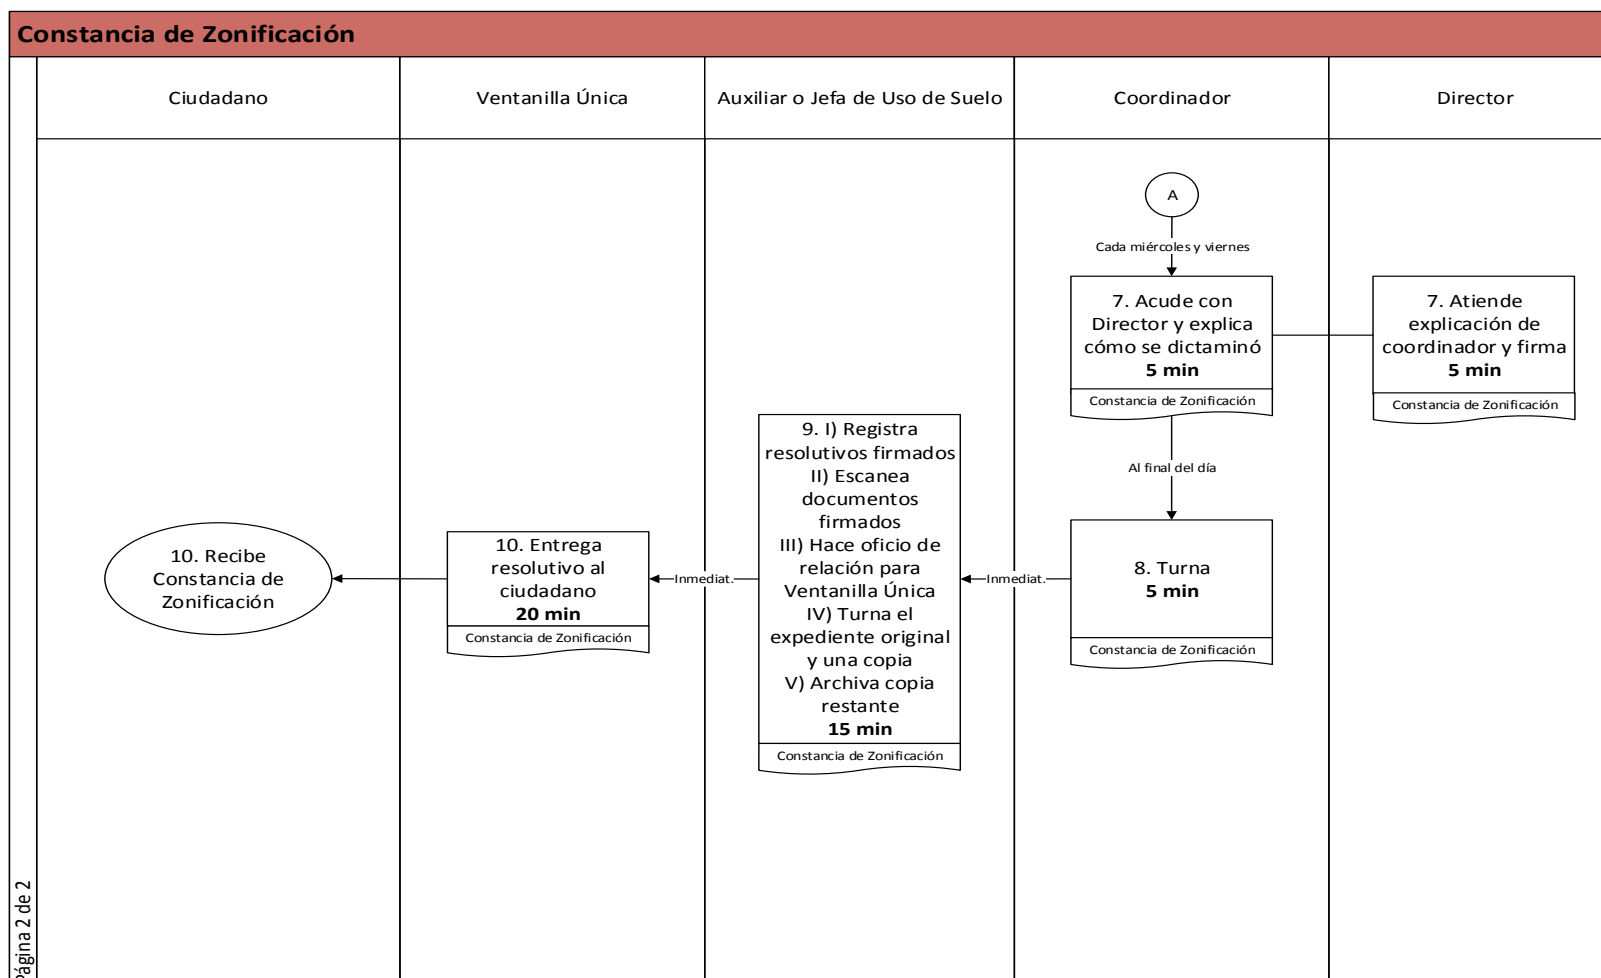 Constancia de Zonificación
Ciudadano
Ventanilla Única
Auxiliar o Jefa de Uso de Suelo
Coordinador
Director
A
Cada miércoles y viernes
7. Acude con
Director y explica
cómo se dictaminó
5 min
Constancia de Zonificación
7. Atiende
explicación de
coordinador y firma
5 min
Constancia de Zonificación
Al final del día
8. Turna
5 min
Constancia de Zonificación
Inmediat.
9. I) Registra
resolutivos firmados
II) Escanea
documentos
firmados
III) Hace oficio de
relación para
Ventanilla Única
IV) Turna el
expediente original
y una copia
V) Archiva copia
restante
15 min
Constancia de Zonificación
Inmediat.
10. Entrega
resolutivo al
ciudadano
20 min
Constancia de Zonificación
10. Recibe
Constancia de
Zonificación
Página 2 de 2